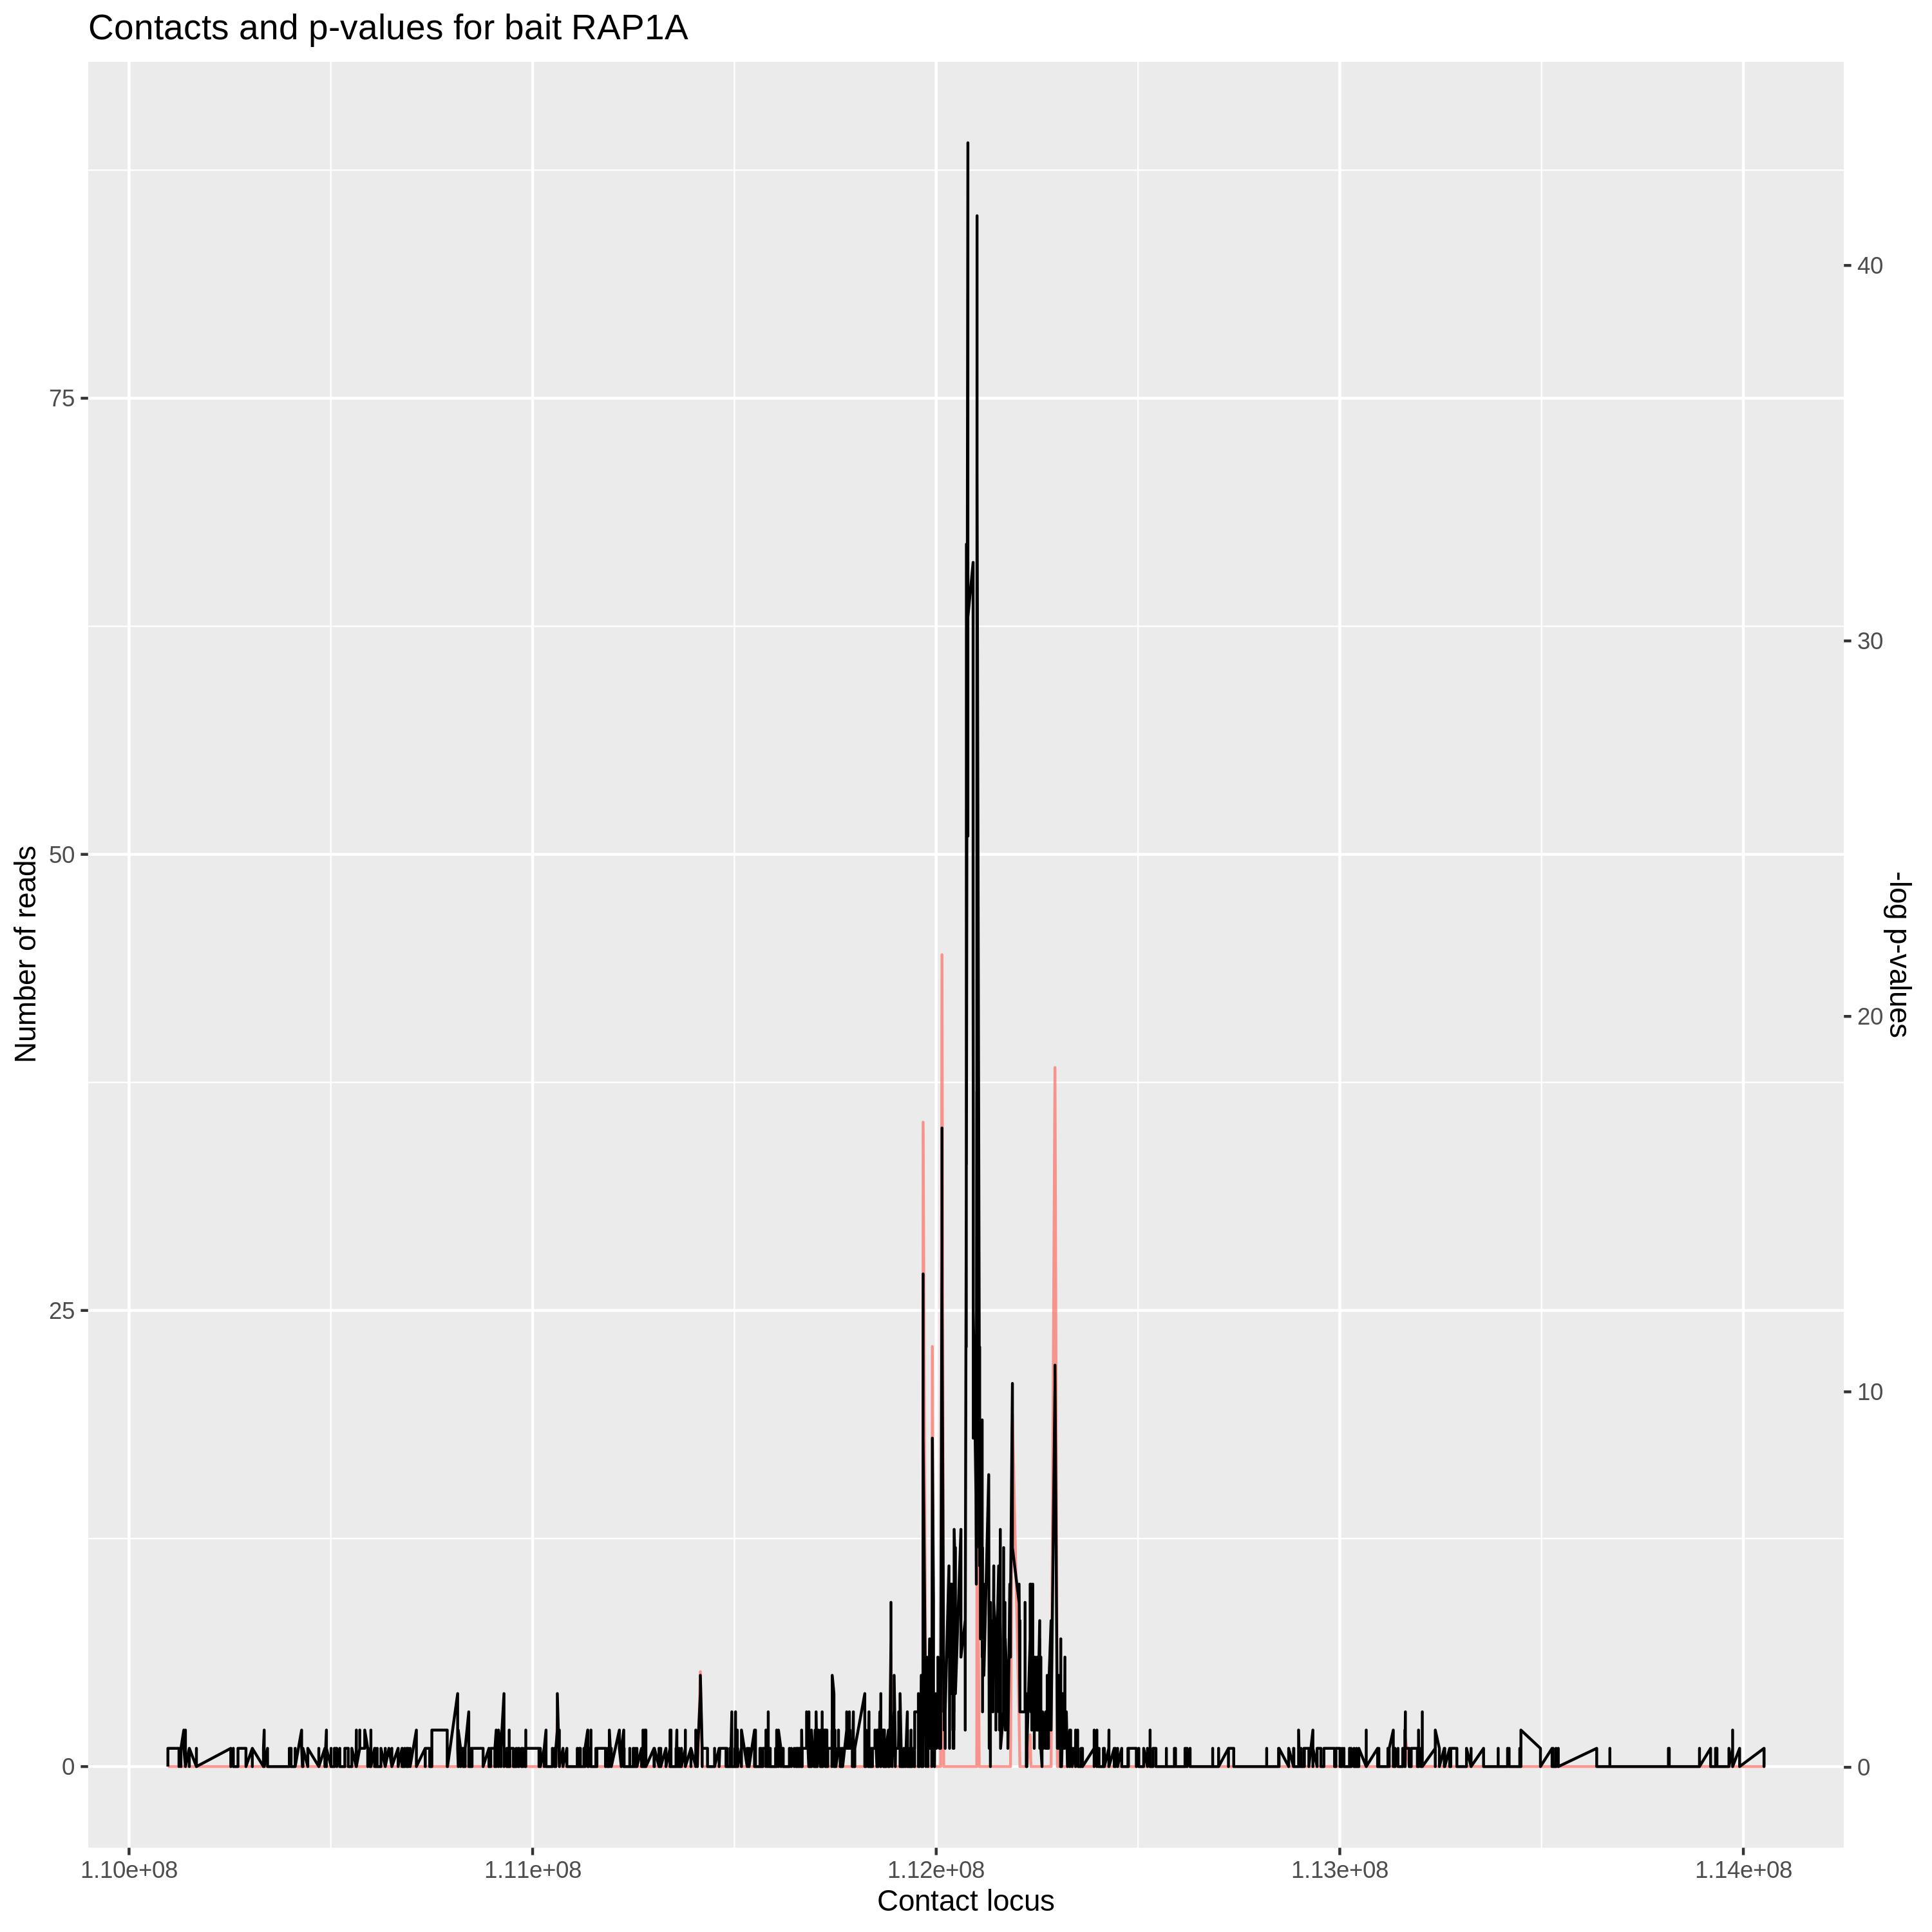 Contacts and p-values for bait RAP1A
Number of reads
75
50
25
0
40
30
20
10
0
-log p-values
1.10e+08 1.11e+08 1.12e+08 1.13e+08 1.14e+08
Contact locus